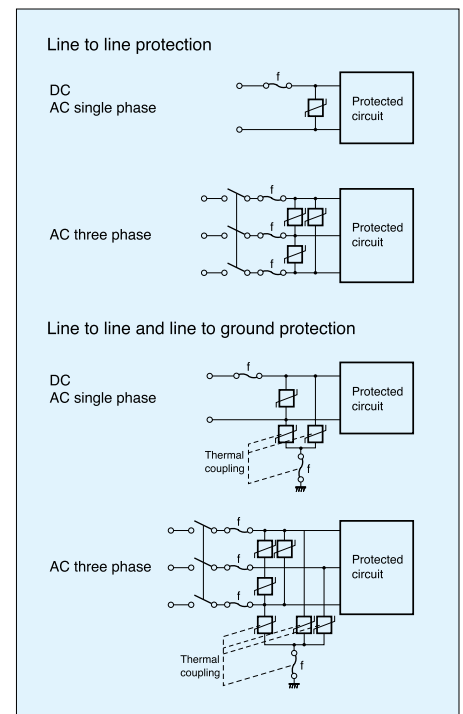 Line to line protection
DC
AC single phase
f
Protected
circuit
AC three phase
f
f
f
Protected
circuit
Line to line and line to ground protection
DC
AC single phase
f
Protected
circuit
Thermal
coupling
f
AC three phase
f
f
f
Protected
circuit
Thermal
coupling
f